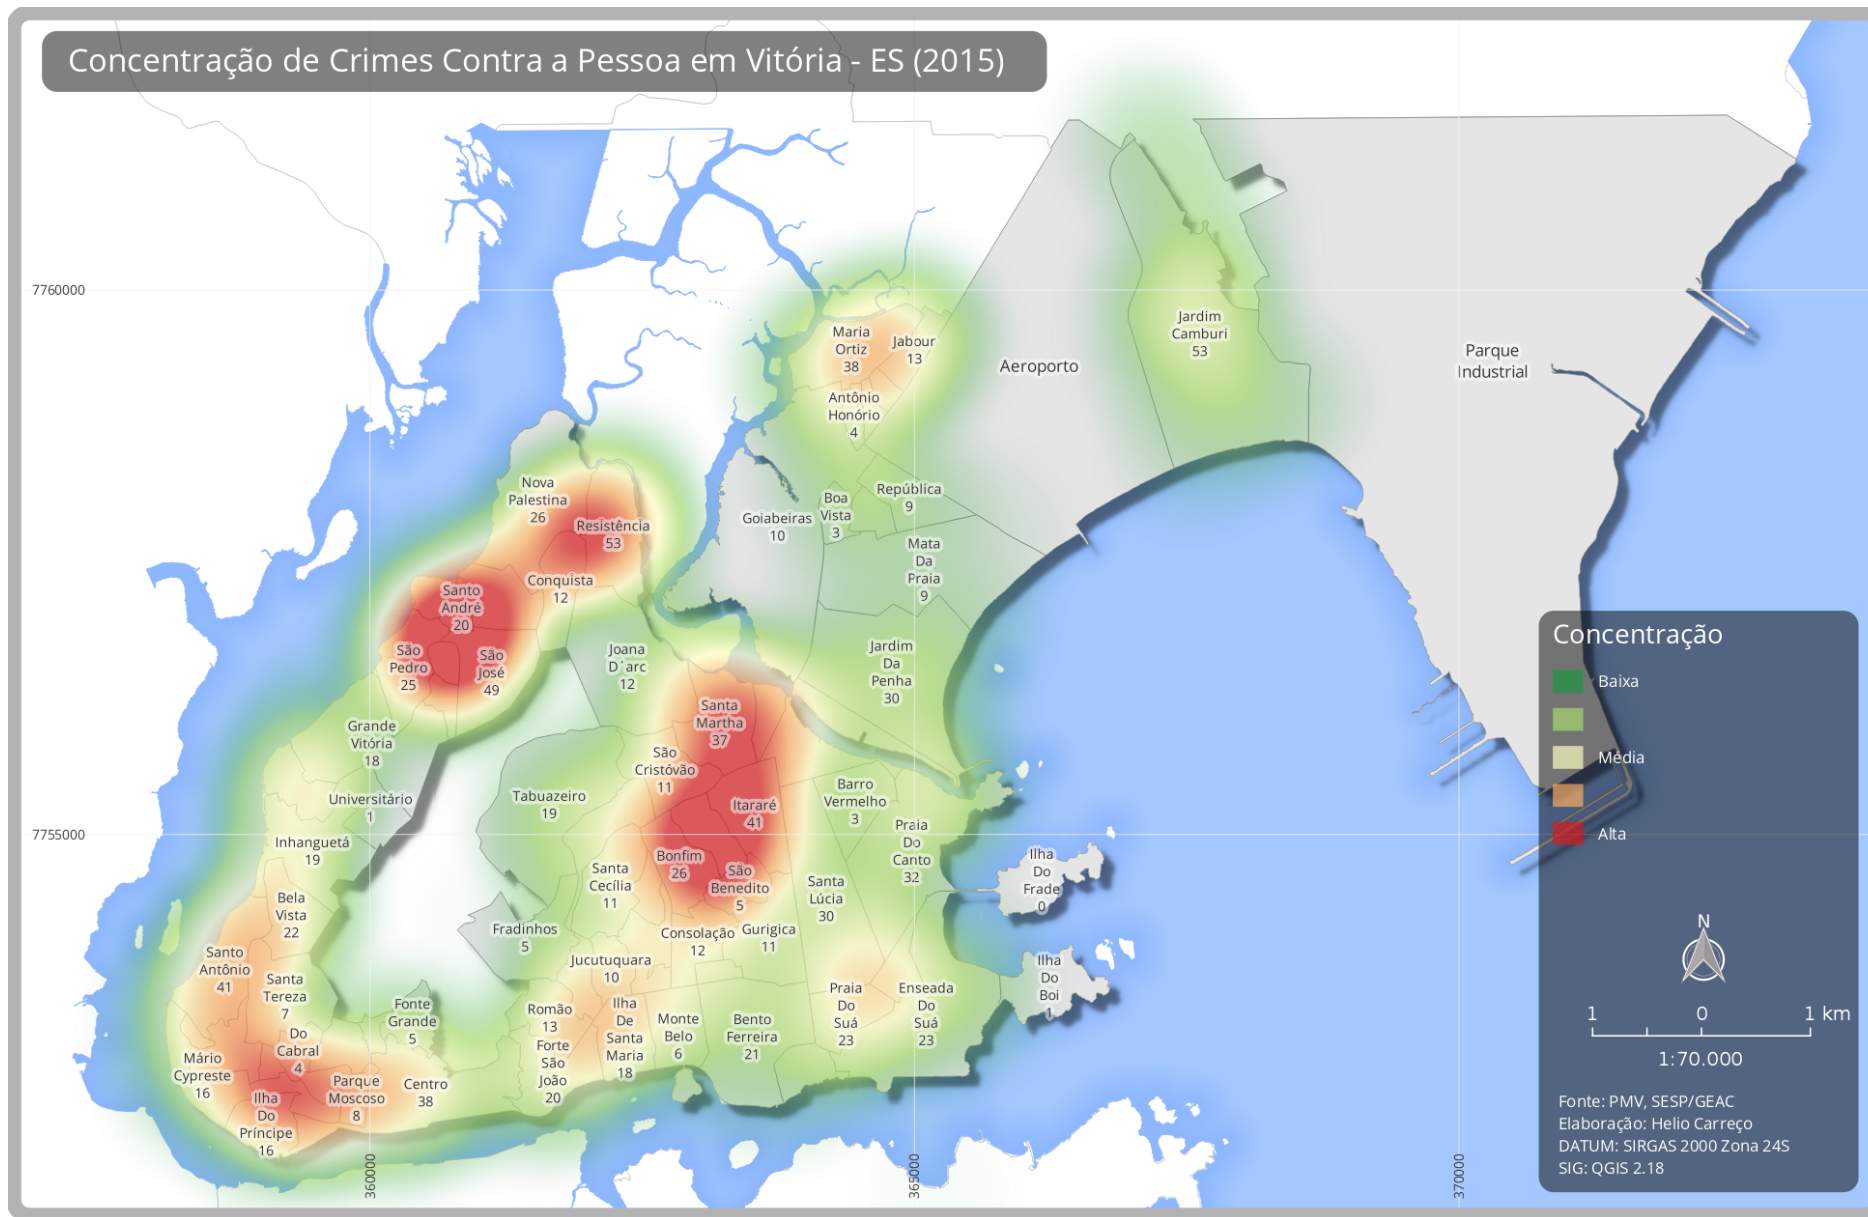 Concentração de Crimes Contra a Pessoa em Vitória - ES (2015)
7760000
Maria
Ortiz
38
Jabour
13
Antônio
Honório
4
Aeroporto
Jardim
Camburi
53
Parque
Industrial
Nova
Palestina
26
Resistência
53
Goiabeiras
10
Boa
Vista
3
República
9
Mata
Da
Praia
9
Conquista
12
Santo
André
20
São
Pedro
25
São
José
49
Joana
D´arc
12
Jardim
Da
Penha
30
Grande
Vitória
18
Santa
Martha
37
São
Cristóvão
11
Universitário
1
Tabuazeiro
19
Itararé
41
Barro
Vermelho
3
7755000
Inhanguetá
19
Praia
Do
Canto
32
Bonfim
26
São
Benedito
5
Santa
Cecília
11
Santa
Lúcia
30
Ilha
Do
Frade
0
Bela
Vista
22
Fradinhos
5
Consolação
12
Gurigica
11
Santo
Antônio
41
Santa
Tereza
7
Jucutuquara
10
Ilha
Do
Boi
1
Fonte
Grande
5
Romão
13
Ilha
De
Santa
Maria
18
Monte
Belo
6
Bento
Ferreira
21
Praia
Do
Suá
23
Enseada
Do
Suá
23
Do
Cabral
4
Mário
Cypreste
16
Forte
São
João
20
Parque
Moscoso
8
Centro
38
Ilha
Do
Príncipe
16
360000
365000
370000
Concentração
Baixa
Média
Alta
N
1 0 1 km
1:70.000
Fonte: PMV, SESP/GEAC
Elaboração: Helio Carreço
DATUM: SIRGAS 2000 Zona 24S
SIG: QGIS 2.18